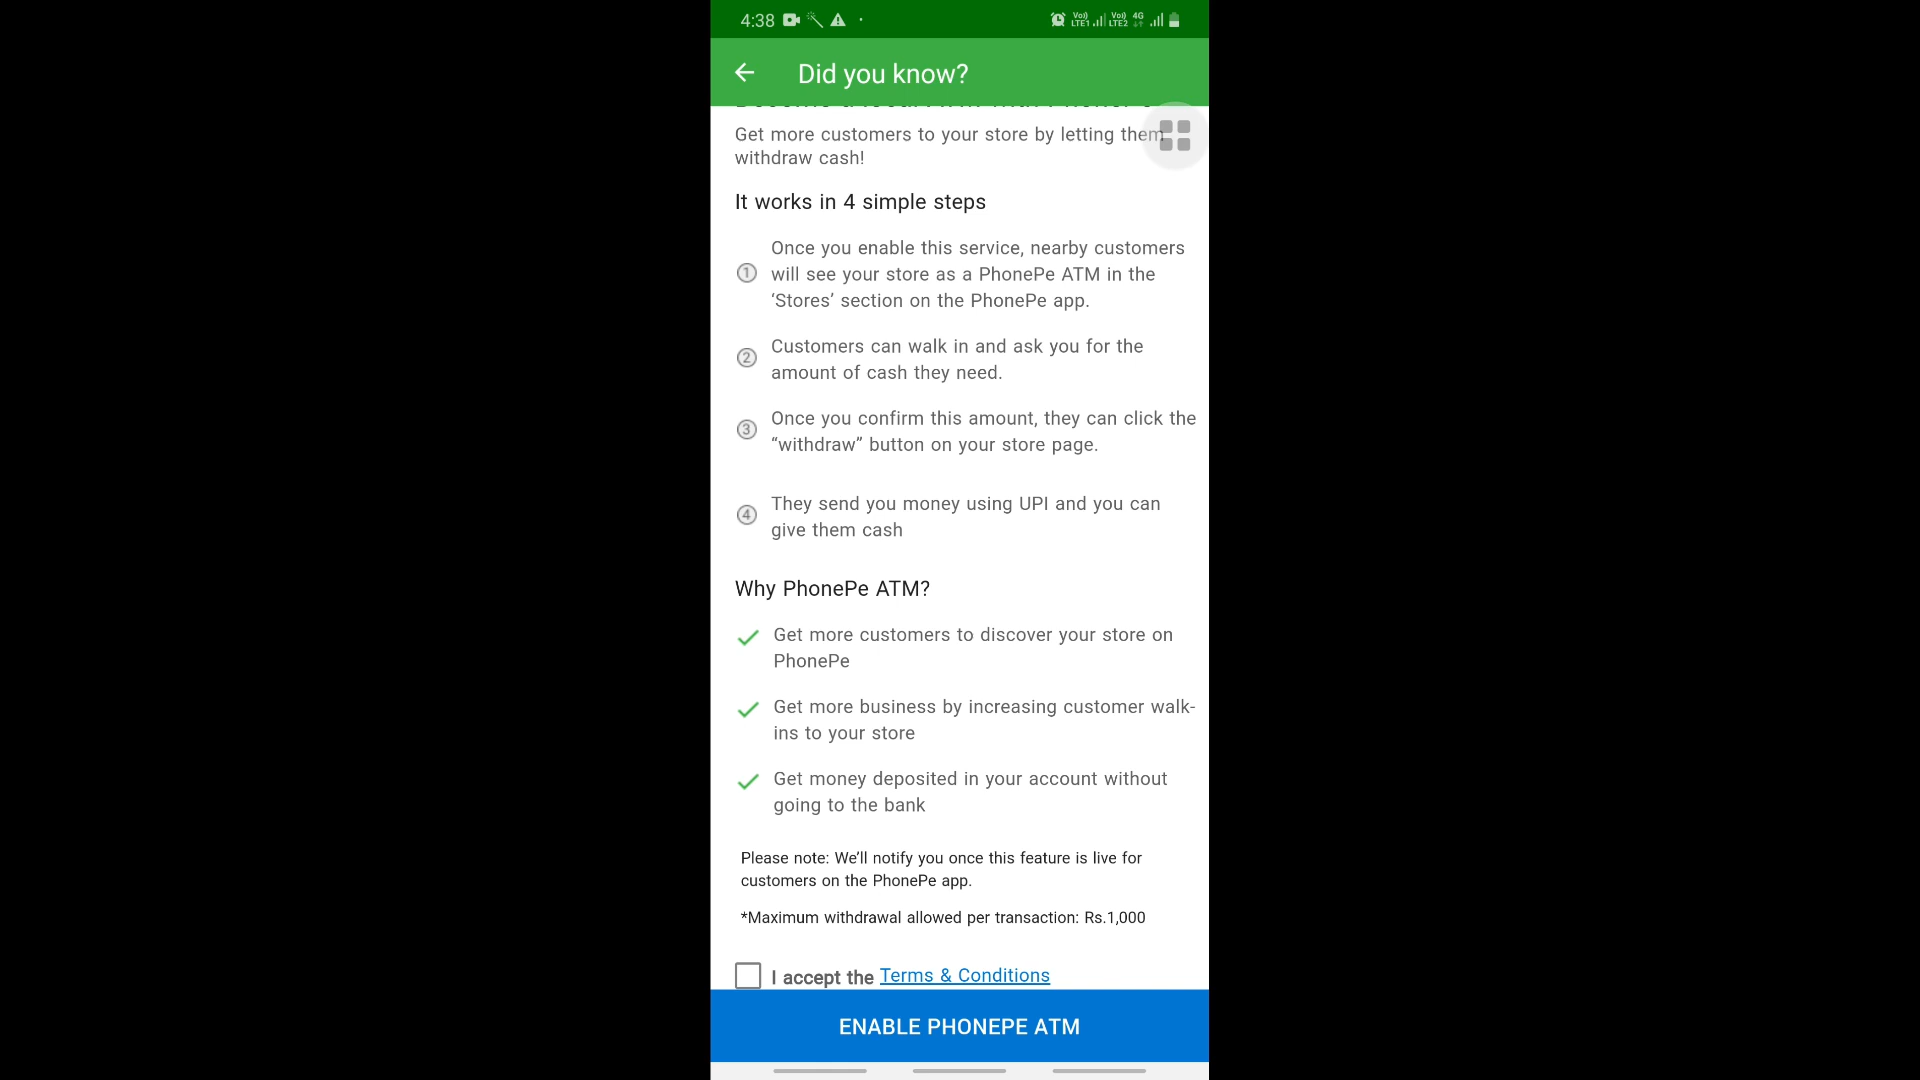 4:38
Vo) LTE1
Vo) LTE2
4G
Did you know?
Get more customers to your store by letting them
withdraw cash!
It works in 4 simple steps
Once you enable this service, nearby customers
1 will see your store as a PhonePe ATM in the
‘Stores’ section on the PhonePe app.
Customers can walk in and ask you for the
2
amount of cash they need.
Once you confirm this amount, they can click the
3
“withdraw” button on your store page.
They send you money using UPI and you can
4
give them cash
Why PhonePe ATM?
Get more customers to discover your store on
PhonePe
Get more business by increasing customer walk-
ins to your store
Get money deposited in your account without
going to the bank
Please note: We’ll notify you once this feature is live for
customers on the PhonePe app.
*Maximum withdrawal allowed per transaction: Rs.1,000
I accept the Terms & Conditions
ENABLE PHONEPE ATM